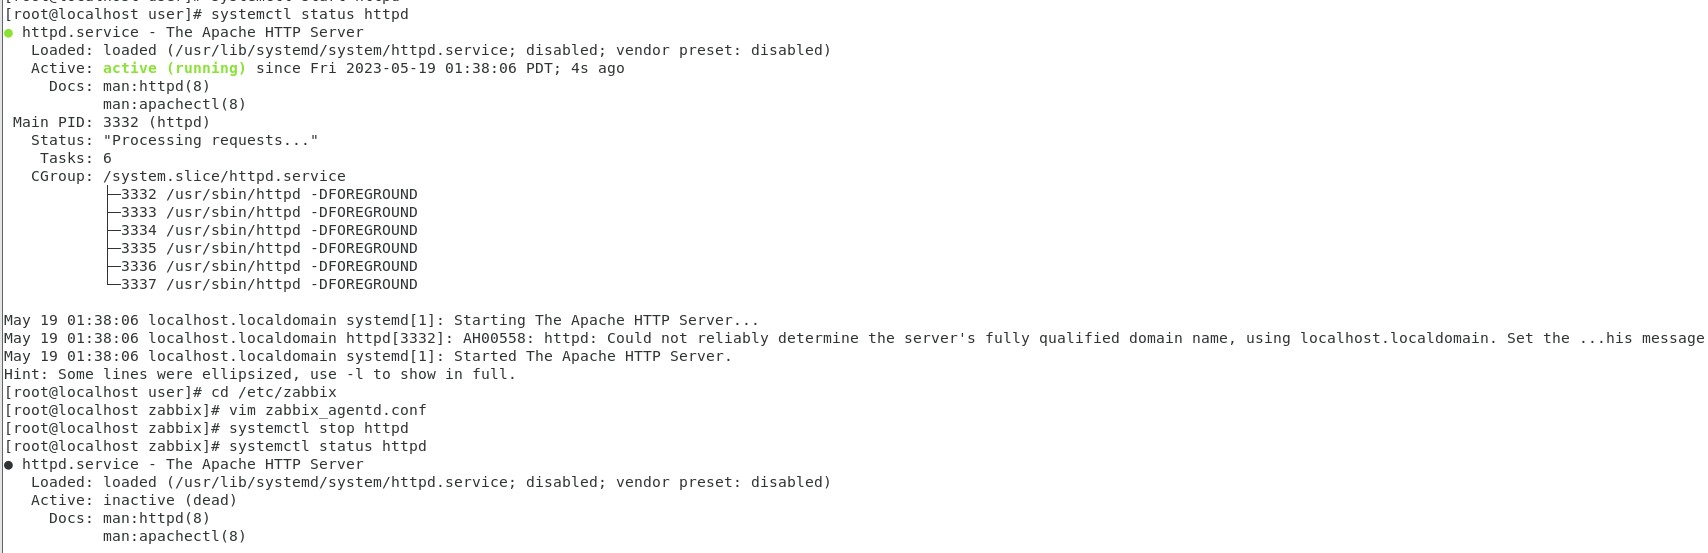 [root@localhost user]# systemctl status httpd
● httpd.service - The Apache HTTP Server
   Loaded: loaded (/usr/lib/systemd/system/httpd.service; disabled; vendor preset: disabled)
   Active: active (running) since Fri 2023-05-19 01:38:06 PDT; 4s ago
     Docs: man:httpd(8)
           man:apachectl(8)
 Main PID: 3332 (httpd)
   Status: "Processing requests..."
    Tasks: 6
   CGroup: /system.slice/httpd.service
           ├─3332 /usr/sbin/httpd -DFOREGROUND
           ├─3333 /usr/sbin/httpd -DFOREGROUND
           ├─3334 /usr/sbin/httpd -DFOREGROUND
           ├─3335 /usr/sbin/httpd -DFOREGROUND
           ├─3336 /usr/sbin/httpd -DFOREGROUND
           └─3337 /usr/sbin/httpd -DFOREGROUND

May 19 01:38:06 localhost.localdomain systemd[1]: Starting The Apache HTTP Server...
May 19 01:38:06 localhost.localdomain httpd[3332]: AH00558: httpd: Could not reliably determine the server's fully qualified domain name, using localhost.localdomain. Set the ...his message
May 19 01:38:06 localhost.localdomain systemd[1]: Started The Apache HTTP Server.
Hint: Some lines were ellipsized, use -l to show in full.
[root@localhost user]# cd /etc/zabbix
[root@localhost zabbix]# vim zabbix_agentd.conf
[root@localhost zabbix]# systemctl stop httpd
[root@localhost zabbix]# systemctl status httpd
● httpd.service - The Apache HTTP Server
   Loaded: loaded (/usr/lib/systemd/system/httpd.service; disabled; vendor preset: disabled)
   Active: inactive (dead)
     Docs: man:httpd(8)
           man:apachectl(8)